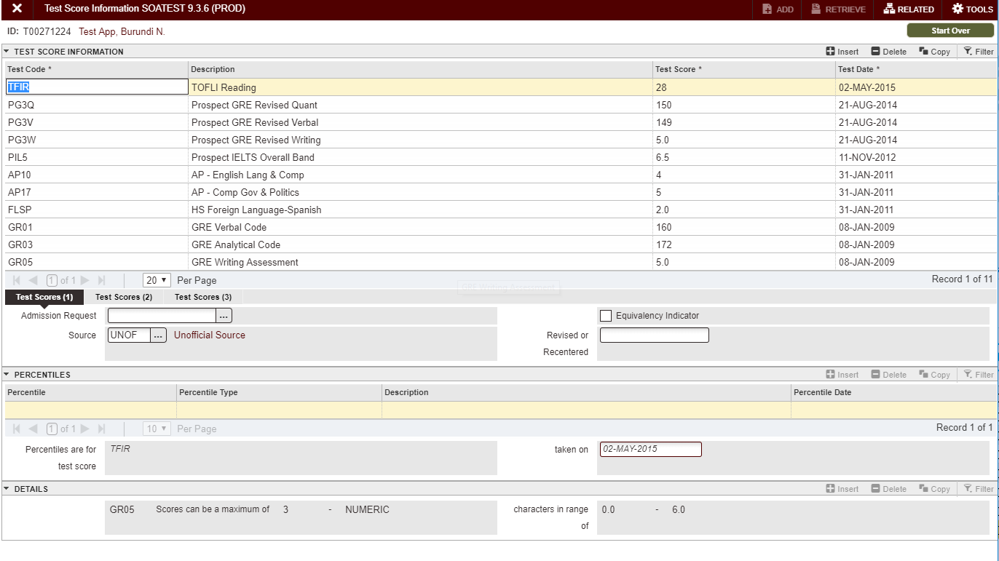 Test Score Information SOATEST 9.3.6 (PROD) ADD RETRIEVE RELATED TOOLS
ID: T00271224 Test App, Burundi N. Start Over
TEST SCORE INFORMATION Insert Delete Copy Filter
Test Code * Description Test Score * Test Date *
TFIR TOFLI Reading 28 02-MAY-2015
PG3Q Prospect GRE Revised Quant 150 21-AUG-2014
PG3V Prospect GRE Revised Verbal 149 21-AUG-2014
PG3W Prospect GRE Revised Writing 5.0 21-AUG-2014
PIL5 Prospect IELTS Overall Band 6.5 11-NOV-2012
AP10 AP - English Lang & Comp 4 31-JAN-2011
AP17 AP - Comp Gov & Politics 5 31-JAN-2011
FLSP HS Foreign Language-Spanish 2.0 31-JAN-2011
GR01 GRE Verbal Code 160 08-JAN-2009
GR03 GRE Analytical Code 172 08-JAN-2009
GR05 GRE Writing Assessment 5.0 08-JAN-2009
1 of 1 20 Per Page Record 1 of 11
GRE Writing Assessment
Test Scores (1) Test Scores (2) Test Scores (3)
Admission Request ... Equivalency Indicator
Source UNOF ... Unofficial Source Revised or
Recentered
PERCENTILES Insert Delete Copy Filter
Percentile Percentile Type Description Percentile Date
1 of 1 10 Per Page Record 1 of 1
Percentiles are for TFIR taken on 02-MAY-2015
test score
DETAILS Insert Delete Copy Filter
GR05 Scores can be a maximum of 3 - NUMERIC characters in range 0.0 - 6.0
of